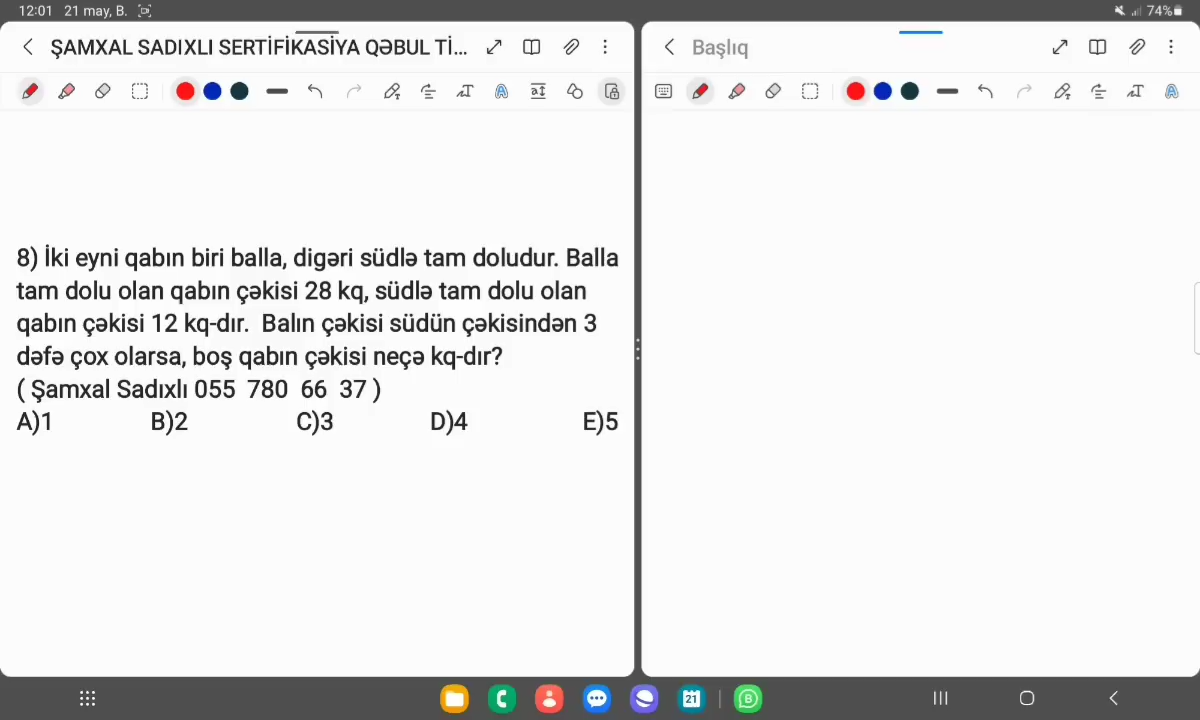 12:01 21 may, B. 74%
ŞAMXAL SADIXLI SERTİFİKASİYA QƏBUL Tİ...
Başlıq
8) İki eyni qabın biri balla, digəri südlə tam doludur. Balla
tam dolu olan qabın çəkisi 28 kq, südlə tam dolu olan
qabın çəkisi 12 kq-dır. Balın çəkisi südün çəkisindən 3
dəfə çox olarsa, boş qabın çəkisi neçə kq-dır?
( Şamxal Sadıxlı 055 780 66 37 )
A)1 B)2 C)3 D)4 E)5
21